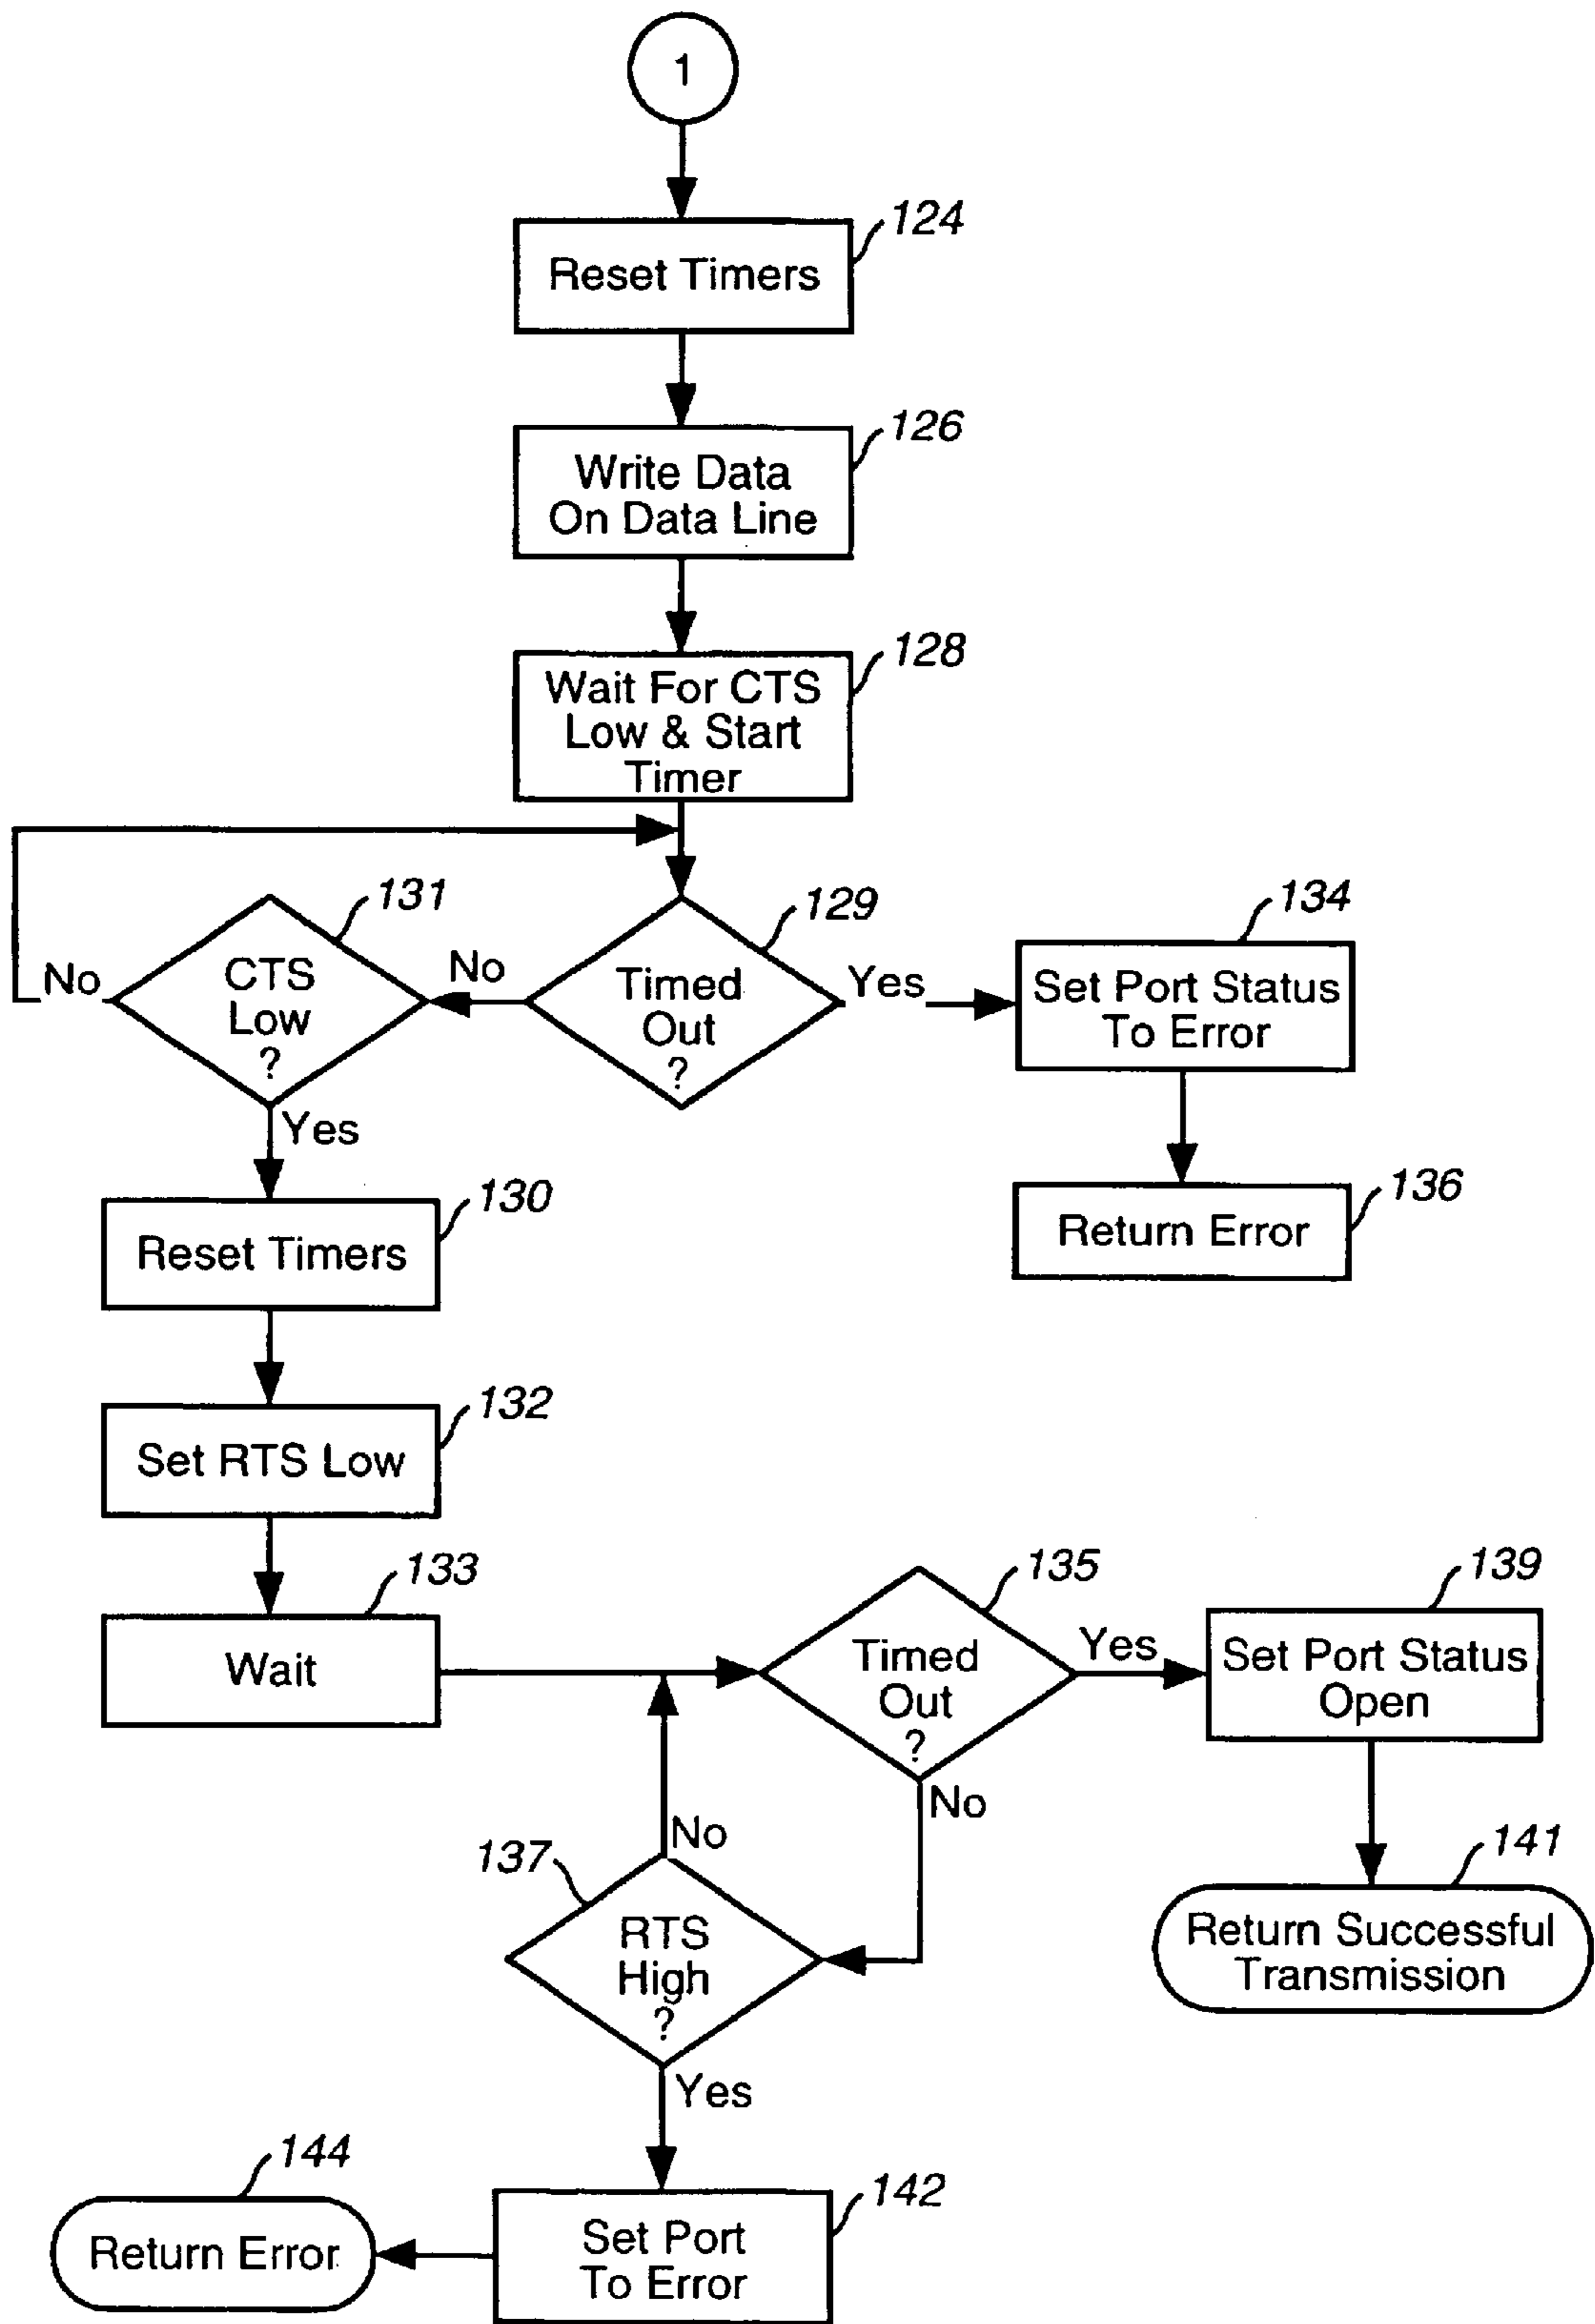 1
124
Reset Timers
126
Write Data
On Data Line
128
Wait For CTS
Low & Start
Timer
131
CTS
Low
?
No
Yes
No
129
Timed
Out
?
Yes
134
Set Port Status
To Error
136
Return Error
130
Reset Timers
132
Set RTS Low
133
Wait
135
Timed
Out
?
Yes
No
139
Set Port Status
Open
141
Return Successful
Transmission
137
No
RTS
High
?
Yes
142
Set Port
To Error
144
Return Error